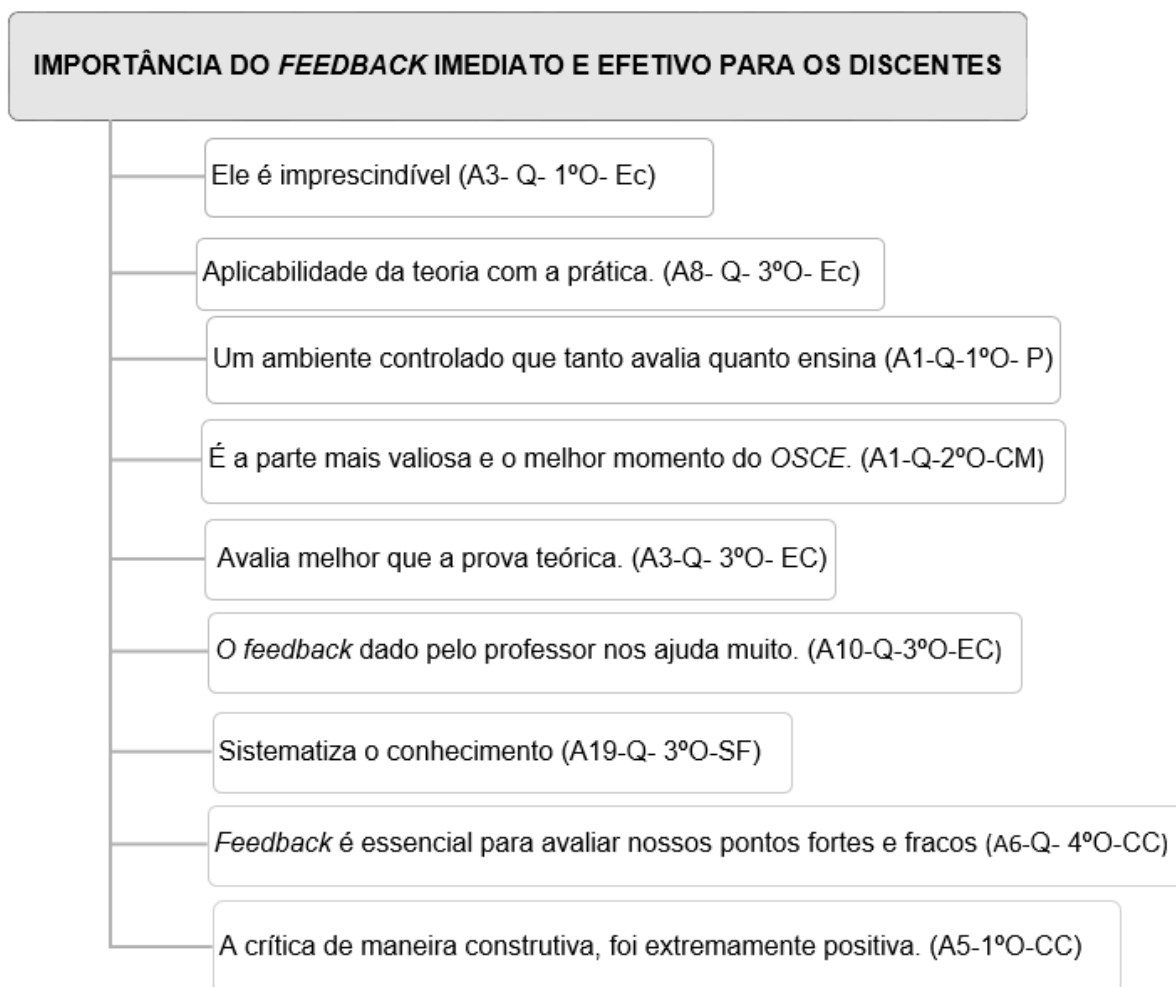 IMPORTÂNCIA DO FEEDBACK IMEDIATO E EFETIVO PARA OS DISCENTES
Ele é imprescindível (A3- Q- 1ºO- Ec)
Aplicabilidade da teoria com a prática. (A8- Q- 3ºO- Ec)
Um ambiente controlado que tanto avalia quanto ensina (A1-Q-1ºO- P)
É a parte mais valiosa e o melhor momento do OSCE. (A1-Q-2ºO-CM)
Avalia melhor que a prova teórica. (A3-Q- 3ºO- EC)
O feedback dado pelo professor nos ajuda muito. (A10-Q-3ºO-EC)
Sistematiza o conhecimento (A19-Q- 3ºO-SF)
Feedback é essencial para avaliar nossos pontos fortes e fracos (A6-Q- 4ºO-CC)
A crítica de maneira construtiva, foi extremamente positiva. (A5-1ºO-CC)